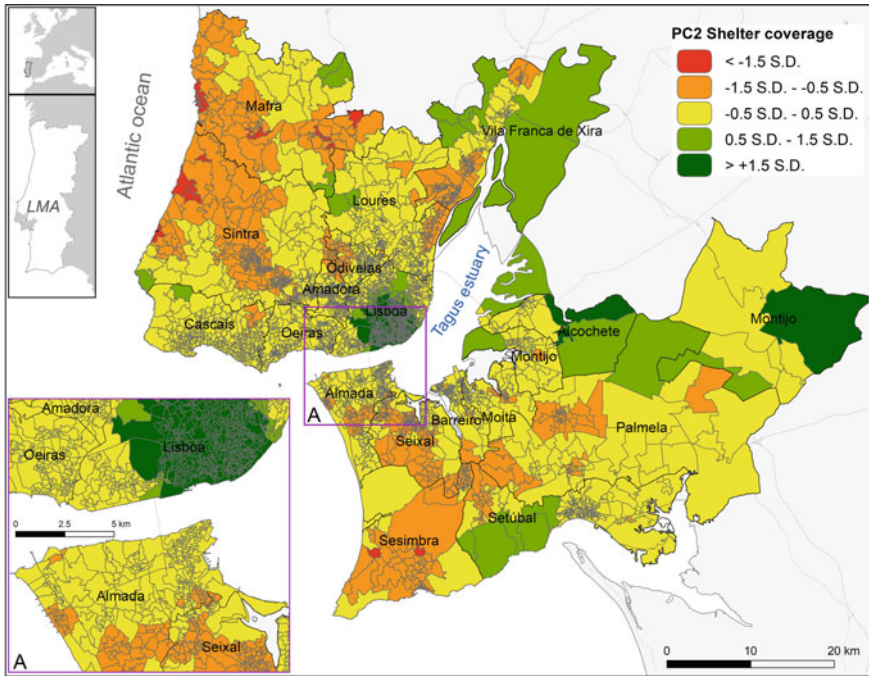 PC2 Shelter coverage
< -1.5 S.D.
-1.5 S.D. - -0.5 S.D.
-0.5 S.D. - 0.5 S.D.
0.5 S.D. - 1.5 S.D.
> +1.5 S.D.
LMA
Atlantic ocean
Mafra
Vila Franca de Xira
Loures
Sintra
Odivelas
Amadora
Tagus estuary
Lisboa
Cascais
Oeiras
Alcochete
Montijo
Montijo
Almada
A
Barreiro
Moita
Palmela
Seixal
Setúbal
Sesimbra
Amadora
Lisboa
Oeiras
0 2.5 5 km
Almada
Seixal
A
0 10 20 km